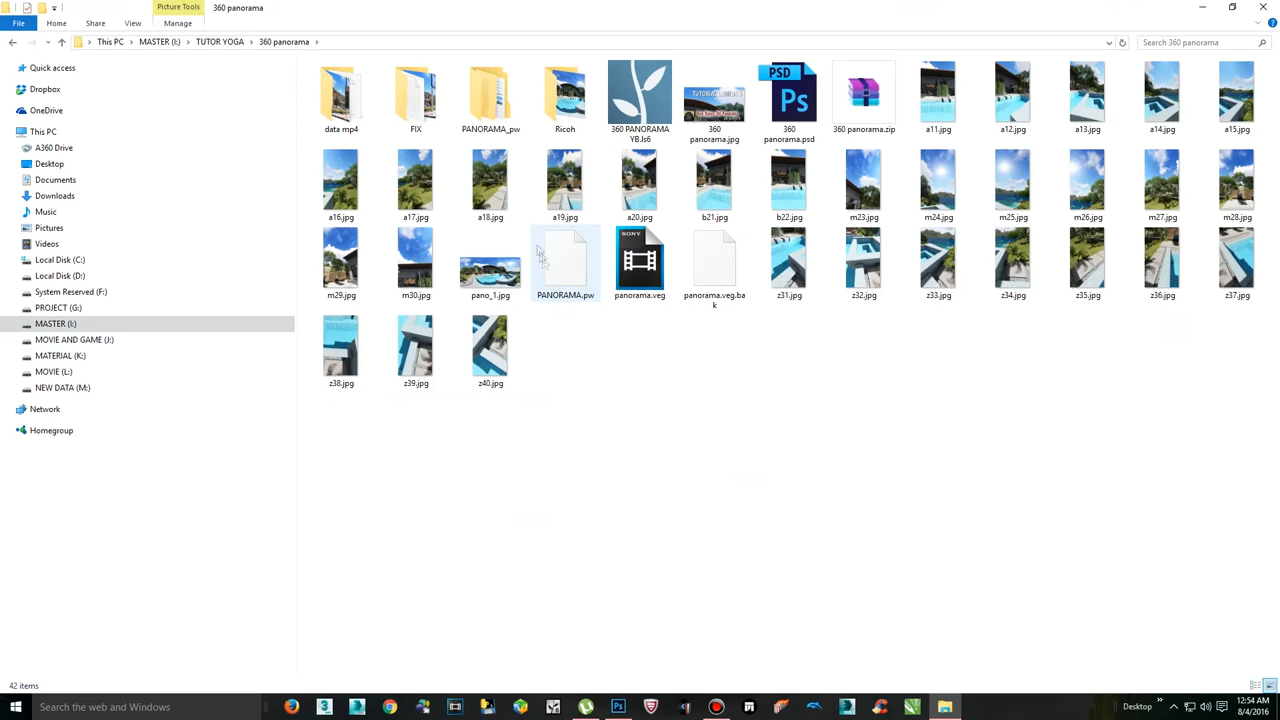 Picture Tools
360 panorama
File
Home
Share
View
Manage
This PC
MASTER (I:)
TUTOR YOGA
360 panorama
Search 360 panorama
Quick access
Dropbox
OneDrive
This PC
A360 Drive
Desktop
Documents
Downloads
Music
Pictures
Videos
Local Disk (C:)
Local Disk (D:)
System Reserved (F:)
PROJECT (G:)
MASTER (I:)
MOVIE AND GAME (J:)
MATERIAL (K:)
MOVIE (L:)
NEW DATA (M:)
Network
Homegroup
PSD
Ps
data mp4
FIX
PANORAMA_pw
Ricoh
360 PANORAMA
YB.ls6
360
panorama.jpg
360
panorama.psd
360 panorama.zip
a11.jpg
a12.jpg
a13.jpg
a14.jpg
a15.jpg
a16.jpg
a17.jpg
a18.jpg
a19.jpg
a20.jpg
b21.jpg
b22.jpg
m23.jpg
m24.jpg
m25.jpg
m26.jpg
m27.jpg
m28.jpg
SONY
m29.jpg
m30.jpg
pano_1.jpg
PANORAMA.pw
panorama.veg
panorama.veg.ba
k
z31.jpg
z32.jpg
z33.jpg
z34.jpg
z35.jpg
z36.jpg
z37.jpg
z38.jpg
z39.jpg
z40.jpg
42 items
Search the web and Windows
Desktop
12:54 AM
8/4/2016